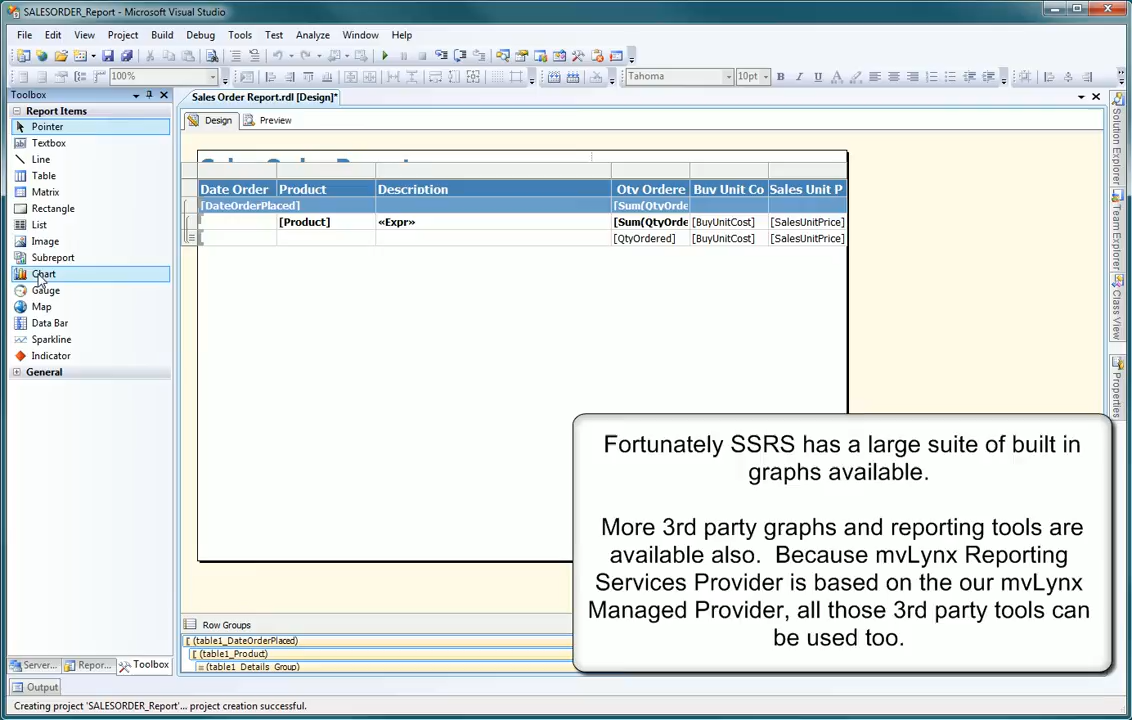 SALESORDER_Report - Microsoft Visual Studio
File Edit View Project Build Debug Tools Test Analyze Window Help
100% Tahoma 10pt B I U A
Toolbox
Sales Order Report.rdl [Design]*
Report Items
Design Preview
Pointer
Textbox
Line
Table
Matrix
Rectangle
List
Image
Subreport
Chart
Gauge
Map
Data Bar
Sparkline
Indicator
General
Sales Order Report
Date Order Product Description Qty Ordere Buy Unit Co Sales Unit P
[DateOrderPlaced] [Sum(QtyOrde
[Product] «Expr» [Sum(QtyOrde [BuyUnitCost] [SalesUnitPrice]
[QtyOrdered] [BuyUnitCost] [SalesUnitPrice]
Solution Explorer
Team Explorer
Class View
Properties
Fortunately SSRS has a large suite of built in
graphs available.
More 3rd party graphs and reporting tools are
available also. Because mvLynx Reporting
Services Provider is based on the our mvLynx
Managed Provider, all those 3rd party tools can
be used too.
Row Groups
[ (table1_DateOrderPlaced)
[ (table1_Product)
= (table1_Details_Group)
Server... Repor... Toolbox
Output
Creating project 'SALESORDER_Report'... project creation successful.